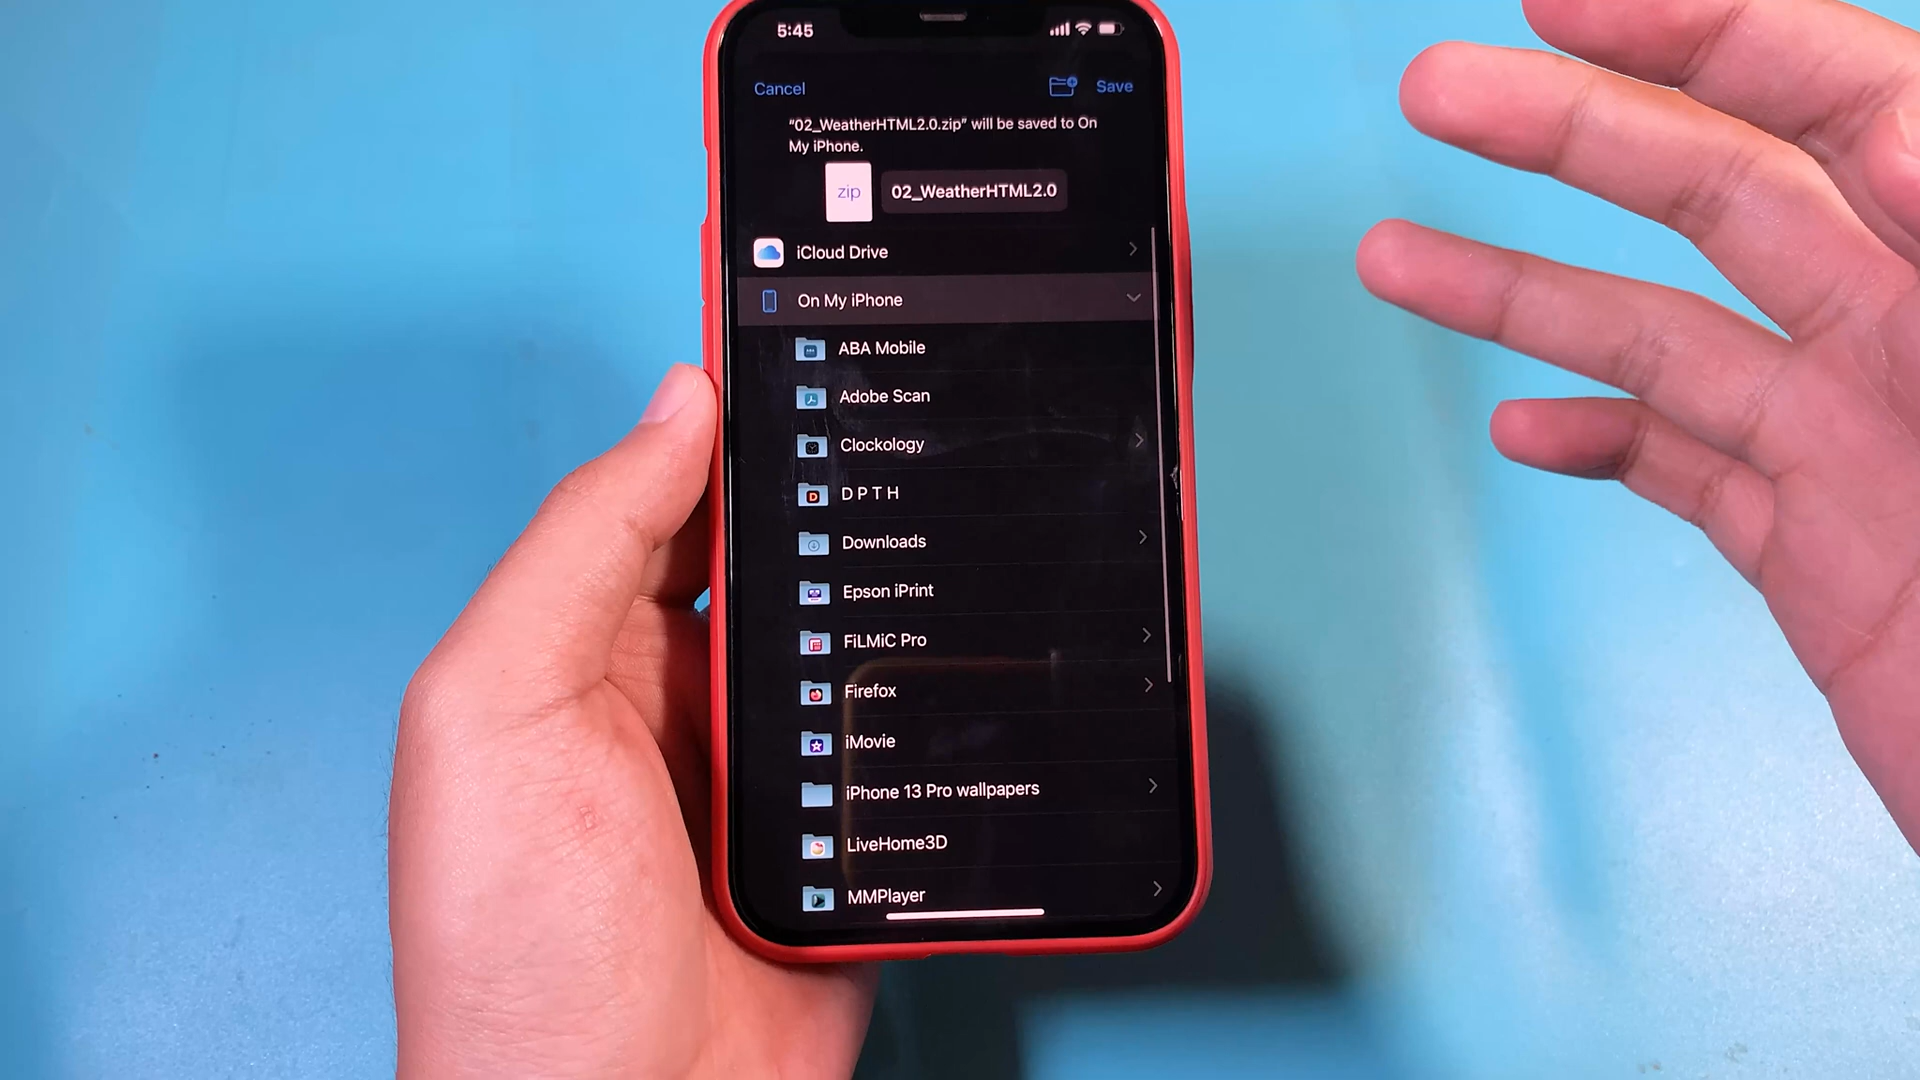 5:45
Cancel
Save
"02_WeatherHTML2.0.zip" will be saved to On
My iPhone.
zip
02_WeatherHTML2.0
iCloud Drive
On My iPhone
ABA Mobile
Adobe Scan
Clockology
D P T H
Downloads
Epson iPrint
FiLMiC Pro
Firefox
iMovie
iPhone 13 Pro wallpapers
LiveHome3D
MMPlayer